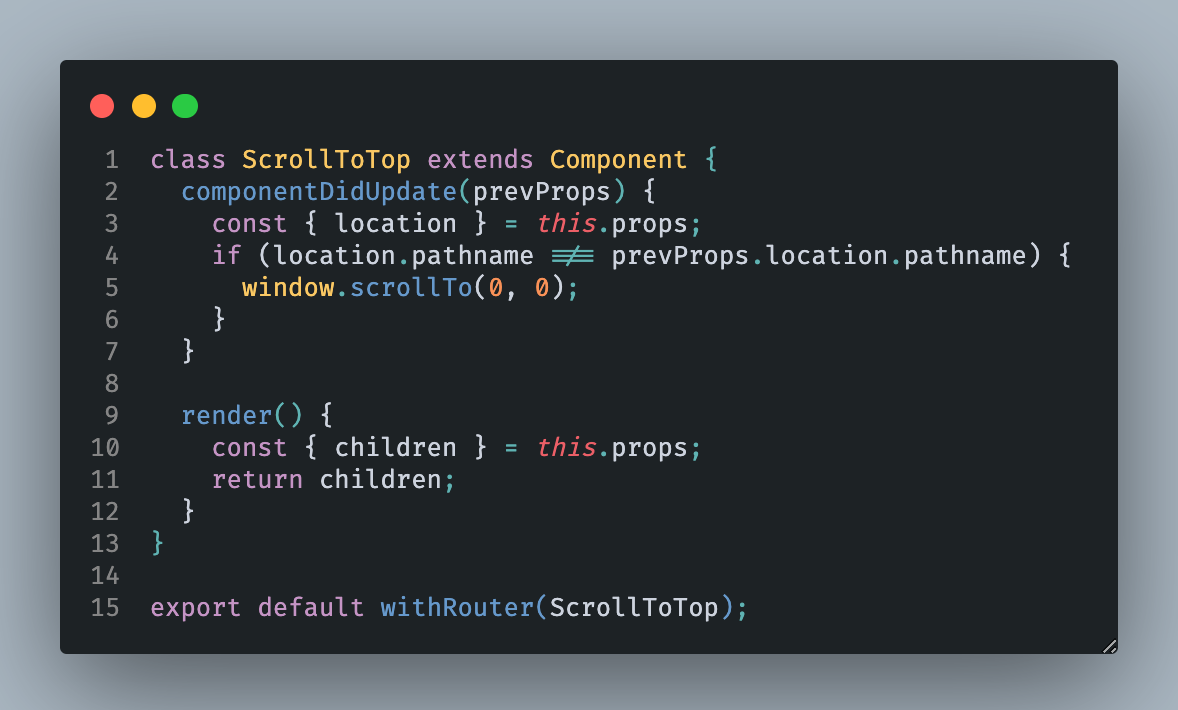 1 class ScrollToTop extends Component {
2   componentDidUpdate(prevProps) {
3     const { location } = this.props;
4     if (location.pathname !== prevProps.location.pathname) {
5       window.scrollTo(0, 0);
6     }
7   }
8
9   render() {
10     const { children } = this.props;
11     return children;
12   }
13 }
14
15 export default withRouter(ScrollToTop);